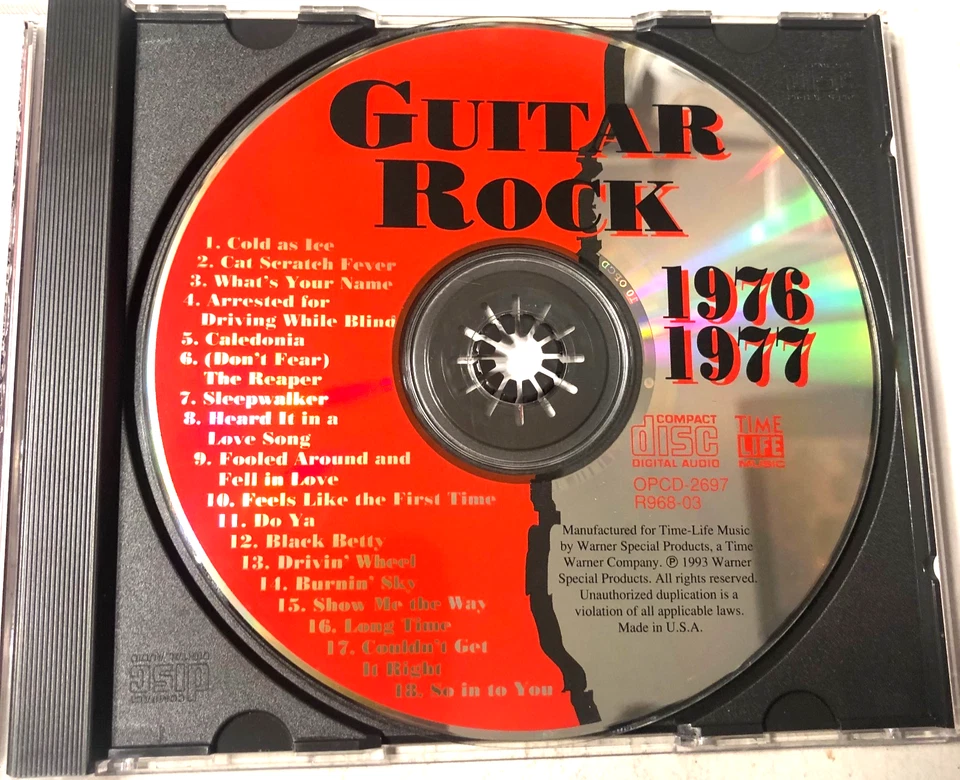 GUITAR
ROCK
1976
1977
1. Cold as Ice
2. Cat Scratch Fever
3. What's Your Name
4. Arrested for
Driving While Blind
5. Caledonia
6. (Don't Fear)
The Reaper
7. Sleepwalker
8. Heard It in a
Love Song
9. Fooled Around and
Fell in Love
10. Feels Like the First Time
11. Do Ya
12. Black Betty
13. Drivin' Wheel
14. Burnin' Sky
15. Show Me the Way
16. Long Time
17. Couldn't Get
It Right
18. So in to You
COMPACT
disc
DIGITAL AUDIO
TIME
LIFE
MUSIC
OPCD-2697
R968-03
Manufactured for Time-Life Music
by Warner Special Products, a Time
Warner Company. ℗ 1993 Warner
Special Products. All rights reserved.
Unauthorized duplication is a
violation of all applicable laws.
Made in U.S.A.
COMPACT
disc
DIGITAL AUDIO
disc